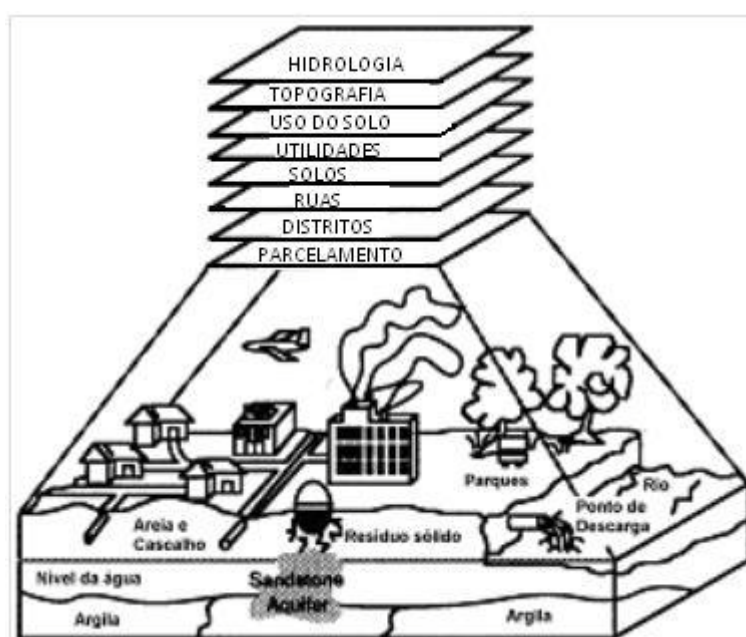 HIDROLOGIA
TOPOGRAFIA
USO DO SOLO
UTILIDADES
SOLOS
RUAS
DISTRITOS
PARCELAMENTO
Parques
Rio
Ponto de
Descarga
Areia e
Cascalho
Resíduo sólido
Nivel da água
Sandstone
Aquifer
Argila
Argila